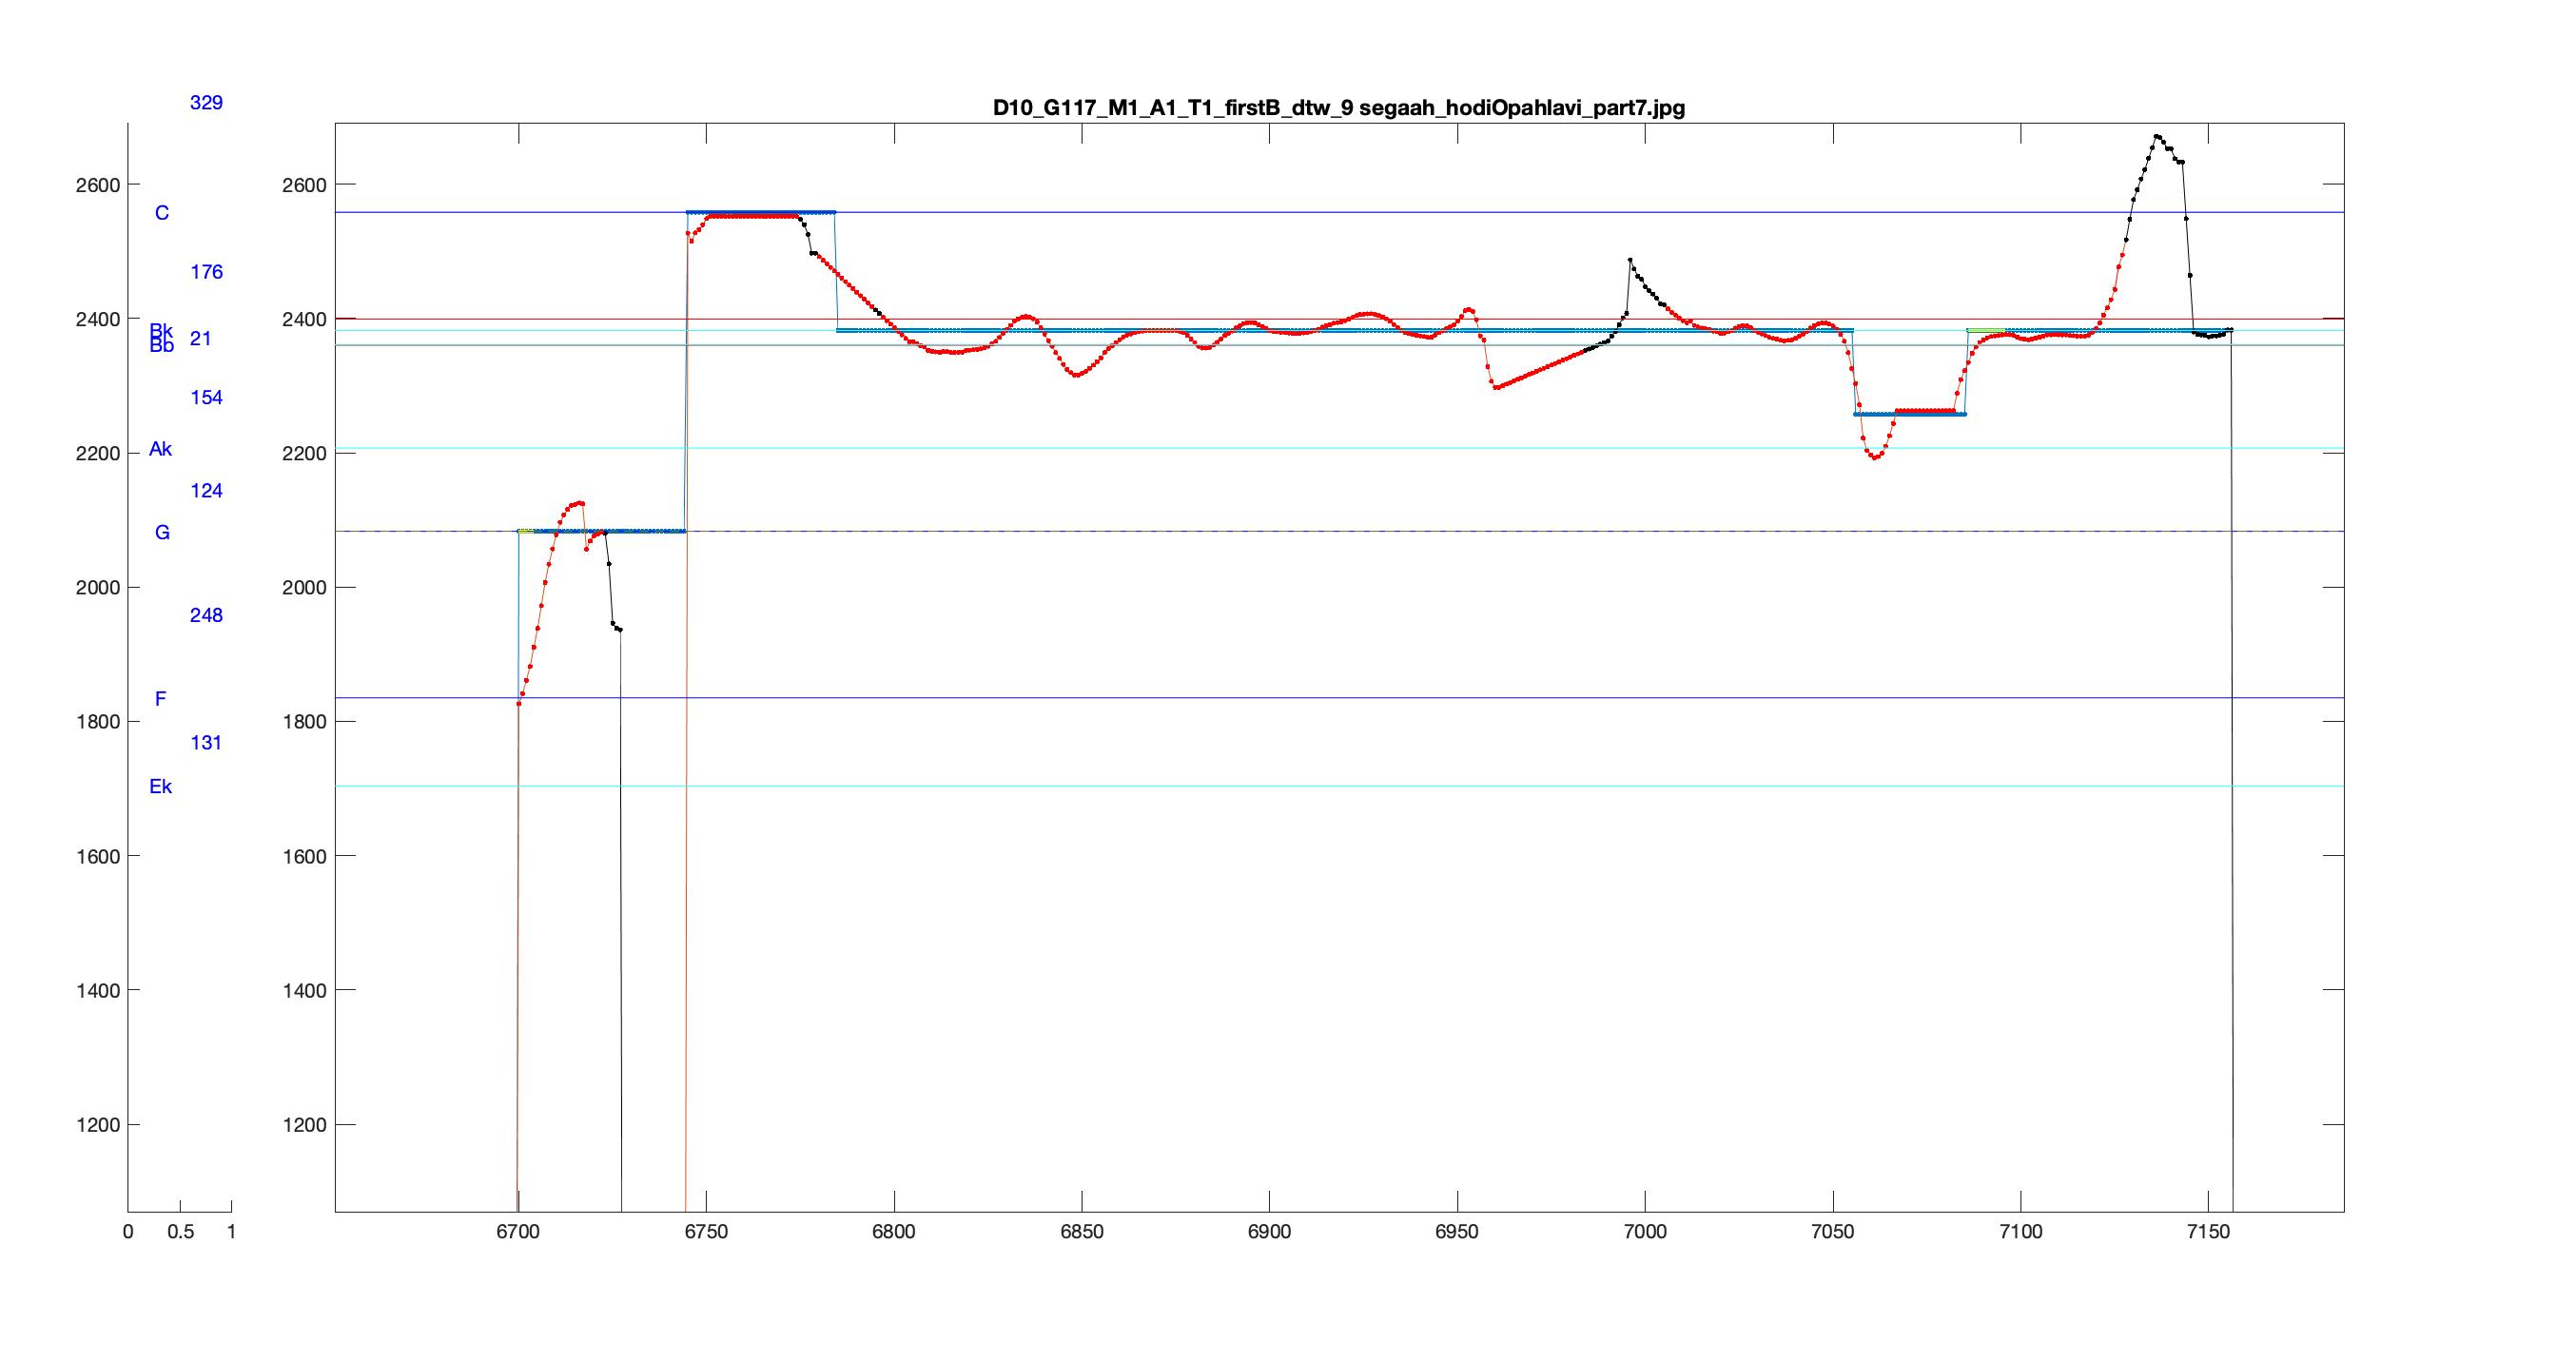 D10_G117_M1_A1_T1_firstB_dtw_9 segaah_hodiOpahlavi_part7.jpg
329
2600 2600
C
176
2400 2400
Bk
21
Bb
154
2200 Ak 2200
124
G
2000 2000
248
F
1800 1800
131
Ek
1600 1600
1400 1400
1200 1200
0 0.5 1 6700 6750 6800 6850 6900 6950 7000 7050 7100 7150